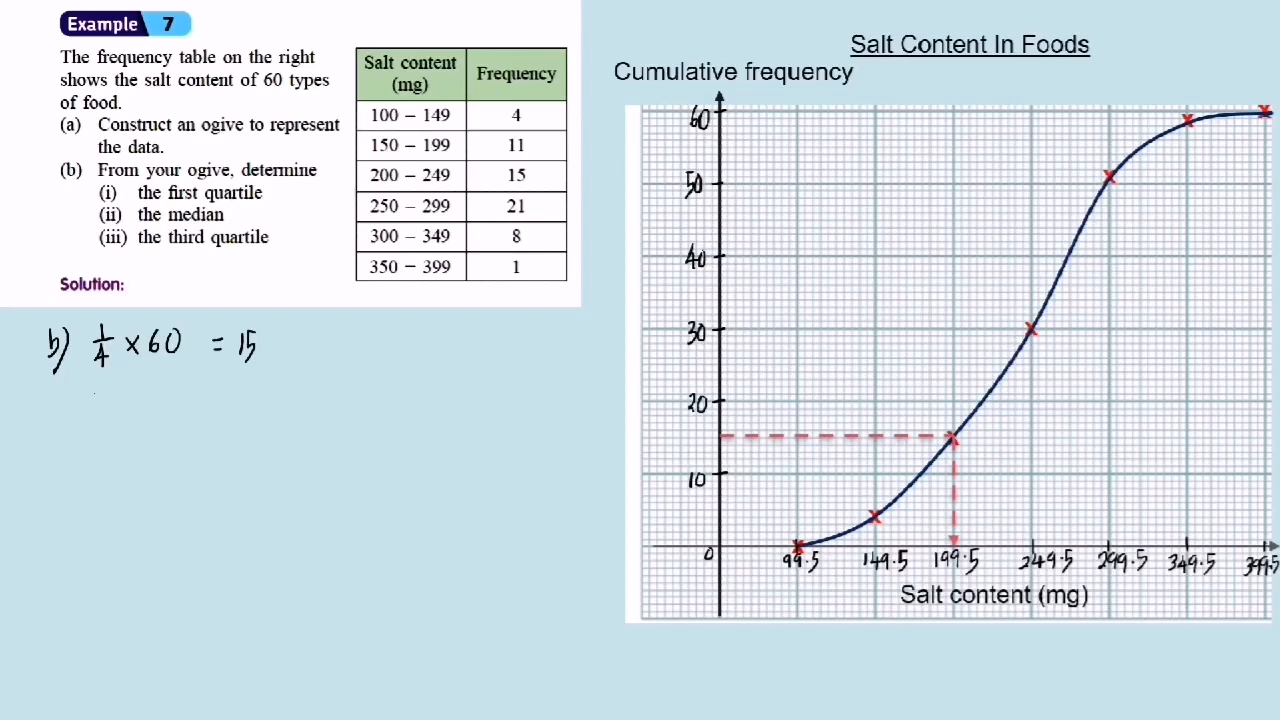 Example 7
The frequency table on the right
shows the salt content of 60 types
of food.
(a) Construct an ogive to represent
the data.
(b) From your ogive, determine
(i) the first quartile
(ii) the median
(iii) the third quartile
Solution:
Salt content (mg) Frequency
100 – 149 4
150 – 199 11
200 – 249 15
250 – 299 21
300 – 349 8
350 – 399 1
b) 1/4 × 60 = 15
Salt Content In Foods
Cumulative frequency
60
50
40
30
20
10
0
99.5 149.5 199.5 249.5 299.5 349.5 399.5
Salt content (mg)